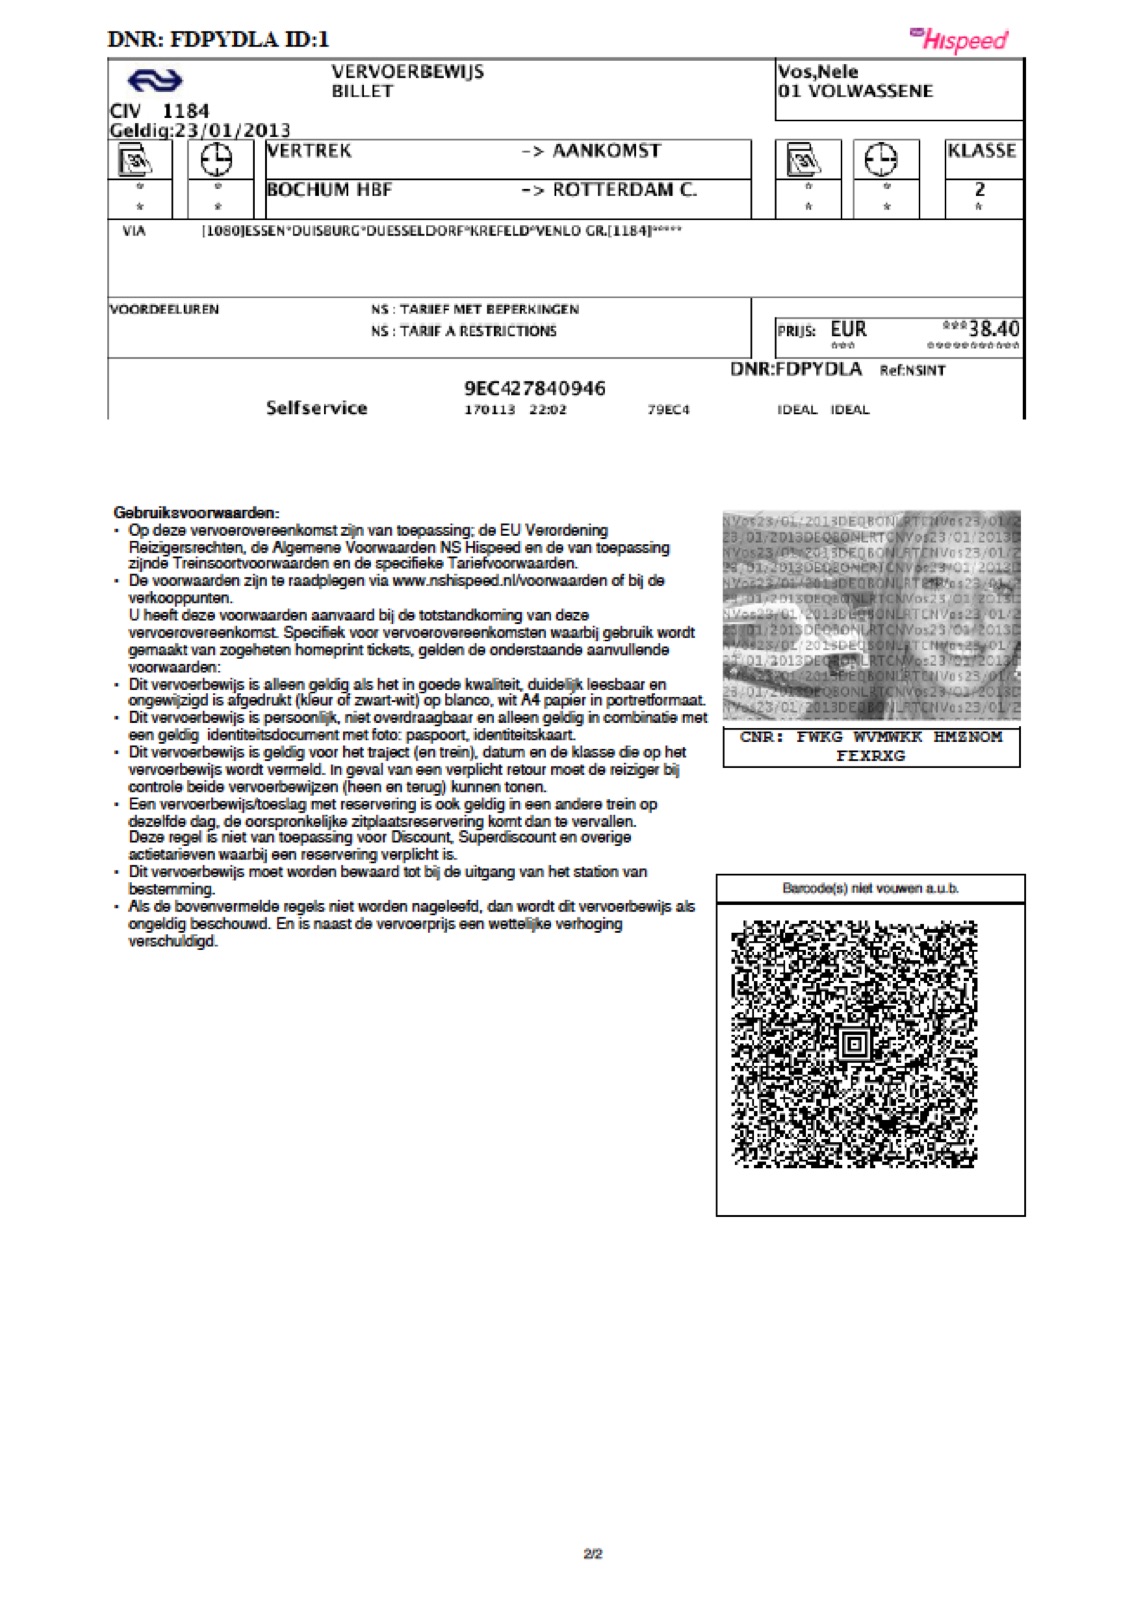 DNR: FDPYDLA ID:1
Hispeed
VERVOERBEWIJS
BILLET
Vos,Nele
01 VOLWASSENE
CIV 1184
Geldig:23/01/2013
31
VERTREK -> AANKOMST
31
KLASSE
* * BOCHUM HBF -> ROTTERDAM C. * * 2
* * * * *
VIA [1080]ESSEN*DUISBURG*DUESSELDORF*KREFELD*VENLO GR.[1184]*****
VOORDEELUREN NS : TARIEF MET BEPERKINGEN
NS : TARIF A RESTRICTIONS
PRIJS: EUR ***38.40
*** ***********
DNR:FDPYDLA Ref:NSINT
9EC427840946
Selfservice 170113 22:02 79EC4 IDEAL IDEAL
Gebruiksvoorwaarden:
• Op deze vervoerovereenkomst zijn van toepassing; de EU Verordening
Reizigersrechten, de Algemene Voorwaarden NS Hispeed en de van toepassing
zijnde Treinsoortvoorwaarden en de specifieke Tariefvoorwaarden.
• De voorwaarden zijn te raadplegen via www.nshispeed.nl/voorwaarden of bij de
verkooppunten.
U heeft deze voorwaarden aanvaard bij de totstandkoming van deze
vervoerovereenkomst. Specifiek voor vervoerovereenkomsten waarbij gebruik wordt
gemaakt van zogeheten homeprint tickets, gelden de onderstaande aanvullende
voorwaarden:
• Dit vervoerbewijs is alleen geldig als het in goede kwaliteit, duidelijk leesbaar en
ongewijzigd is afgedrukt (kleur of zwart-wit) op blanco, wit A4 papier in portretformaat.
• Dit vervoerbewijs is persoonlijk, niet overdraagbaar en alleen geldig in combinatie met
een geldig identiteitsdocument met foto: paspoort, identiteitskaart.
• Dit vervoerbewijs is geldig voor het traject (en trein), datum en de klasse die op het
vervoerbewijs wordt vermeld. In geval van een verplicht retour moet de reiziger bij
controle beide vervoerbewijzen (heen en terug) kunnen tonen.
• Een vervoerbewijs/toeslag met reservering is ook geldig in een andere trein op
dezelfde dag, de oorspronkelijke zitplaatsreservering komt dan te vervallen.
Deze regel is niet van toepassing voor Discount, Superdiscount en overige
actietarieven waarbij een reservering verplicht is.
• Dit vervoerbewijs moet worden bewaard tot bij de uitgang van het station van
bestemming.
• Als de bovenvermelde regels niet worden nageleefd, dan wordt dit vervoerbewijs als
ongeldig beschouwd. En is naast de vervoerprijs een wettelijke verhoging
verschuldigd.
NVos23/01/2013DEQBONLRTCNVos23/01/2
CNR: FWKG WVMWKK HMZNOM
FEXRXG
Barcode(s) niet vouwen a.u.b.
2/2